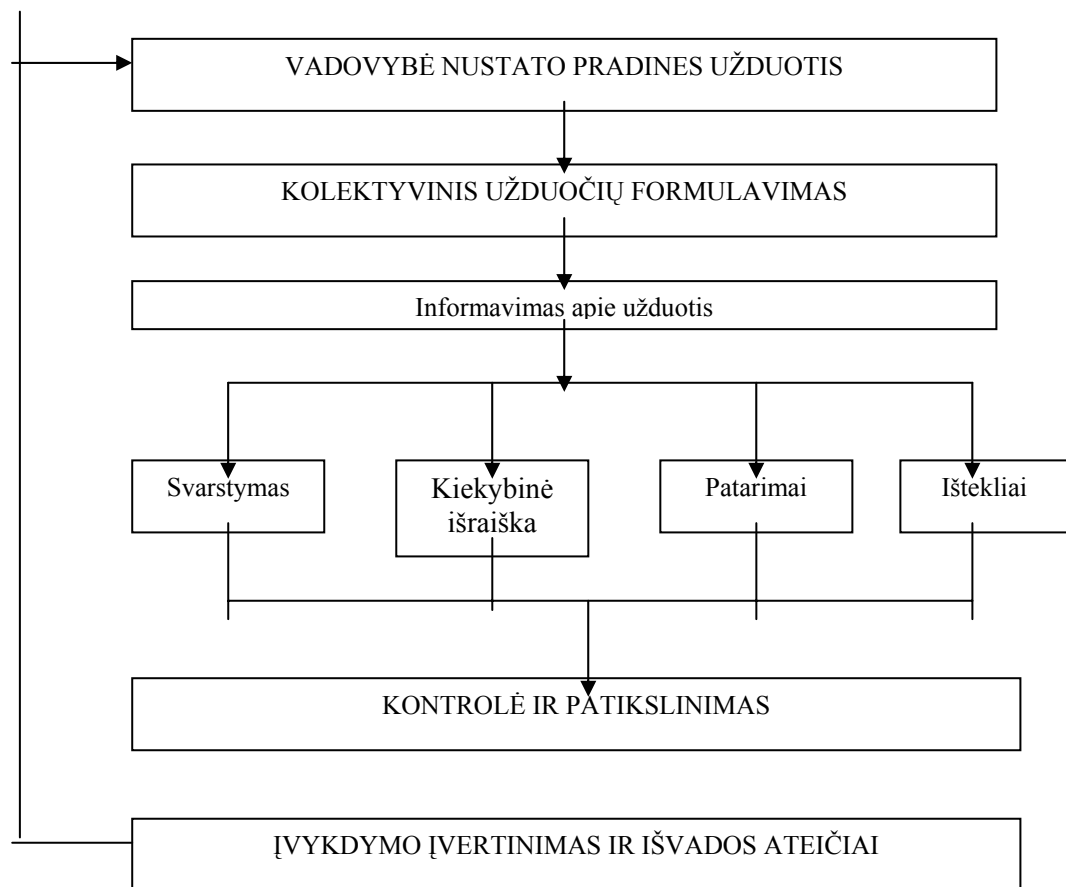 VADOVYBĖ NUSTATO PRADINES UŽDUOTIS
KOLEKTYVINIS UŽDUOČIŲ FORMULAVIMAS
Informavimas apie užduotis
Svarstymas
Kiekybinė
išraiška
Patarimai
Ištekliai
KONTROLĖ IR PATIKSLINIMAS
ĮVYKDYMO ĮVERTINIMAS IR IŠVADOS ATEIČIAI